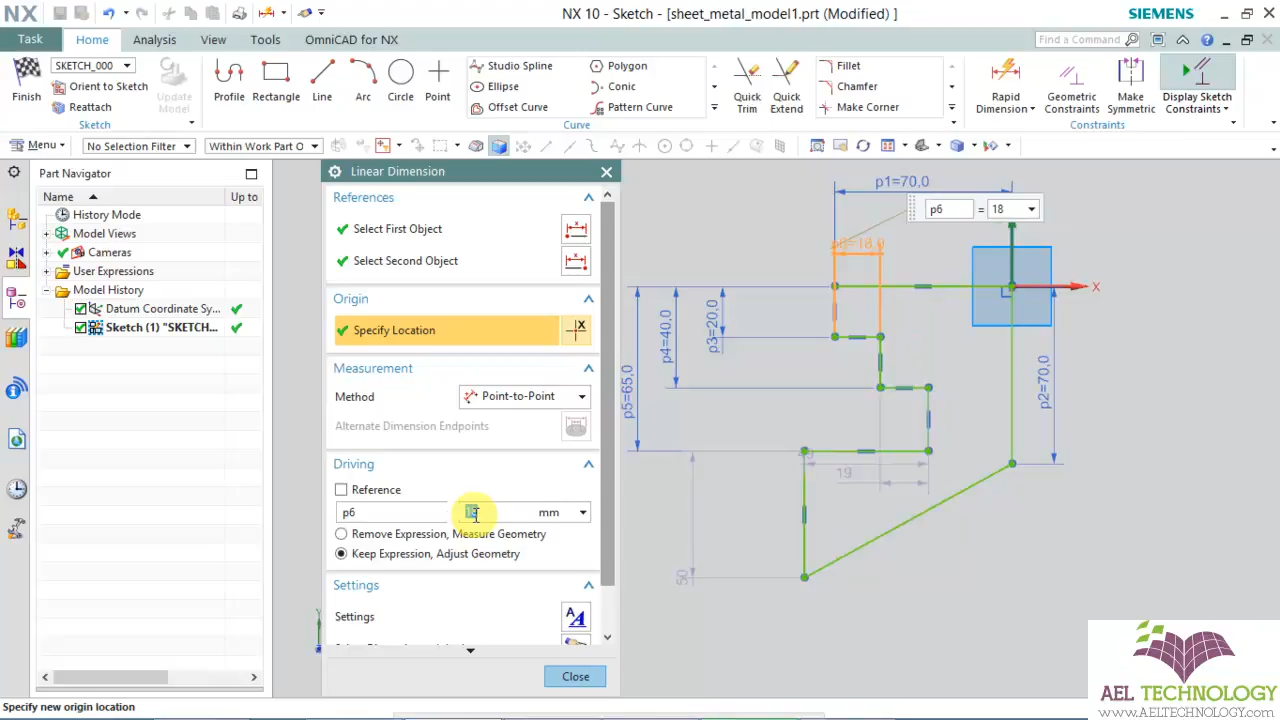 NX
NX 10 - Sketch - [sheet_metal_model1.prt (Modified) ]
SIEMENS
Task
Home
Analysis
View
Tools
OmniCAD for NX
Find a Command
Finish
SKETCH_000
Orient to Sketch
Reattach
Update
Model
Sketch
Profile
Rectangle
Line
Arc
Circle
Point
Studio Spline
Polygon
Ellipse
Conic
Offset Curve
Pattern Curve
Curve
Quick
Trim
Quick
Extend
Fillet
Chamfer
Make Corner
Rapid
Dimension
Geometric
Constraints
Make
Symmetric
Display Sketch
Constraints
Constraints
Menu
No Selection Filter
Within Work Part O
Part Navigator
Name
Up to
History Mode
Model Views
Cameras
User Expressions
Model History
Datum Coordinate Sy...
Sketch (1) "SKETCH...
Linear Dimension
References
Select First Object
Select Second Object
Origin
Specify Location
Measurement
Method
Point-to-Point
Alternate Dimension Endpoints
Driving
Reference
p6
mm
Remove Expression, Measure Geometry
Keep Expression, Adjust Geometry
Settings
Settings
Close
p1=70,0
p6 = 18
p6=18,0
X
p5=65,0
p4=40,0
p3=20,0
p2=70,0
19
50
Y
Specify new origin location
AEL TECHNOLOGY
www.AELTECHNOLOGY.com